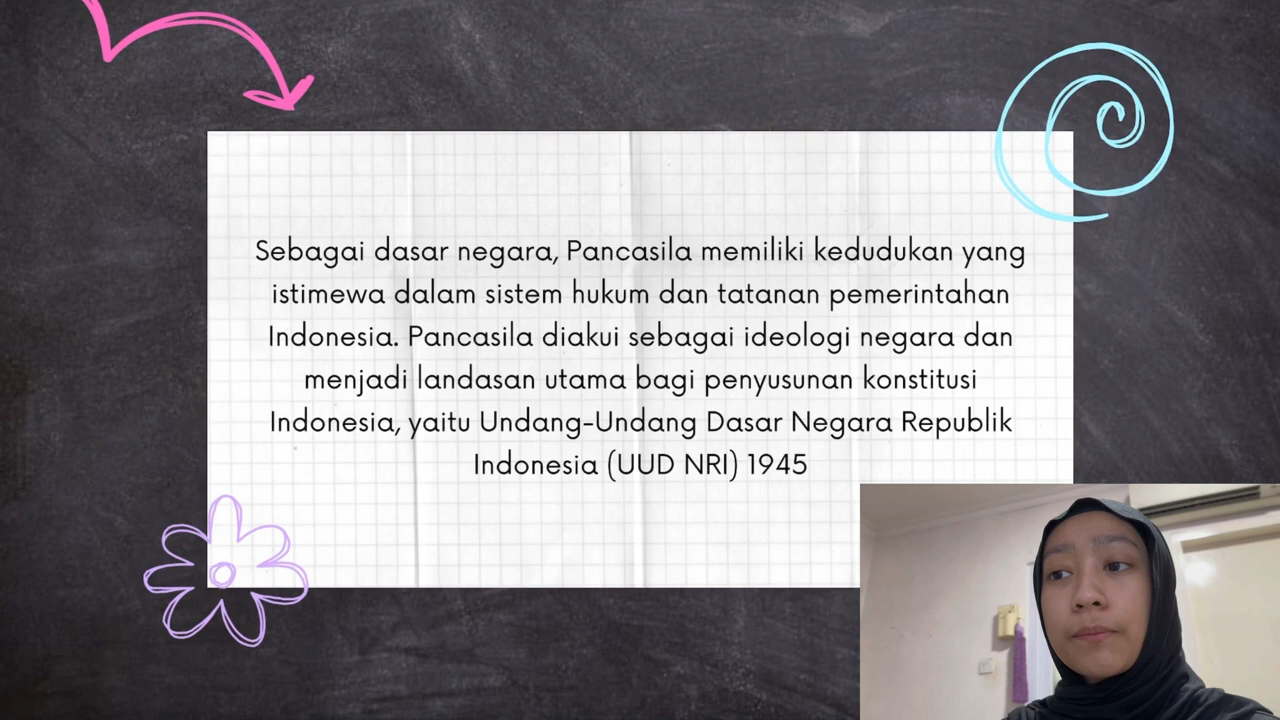 Sebagai dasar negara, Pancasila memiliki kedudukan yang
istimewa dalam sistem hukum dan tatanan pemerintahan
Indonesia. Pancasila diakui sebagai ideologi negara dan
menjadi landasan utama bagi penyusunan konstitusi
Indonesia, yaitu Undang-Undang Dasar Negara Republik
Indonesia (UUD NRI) 1945